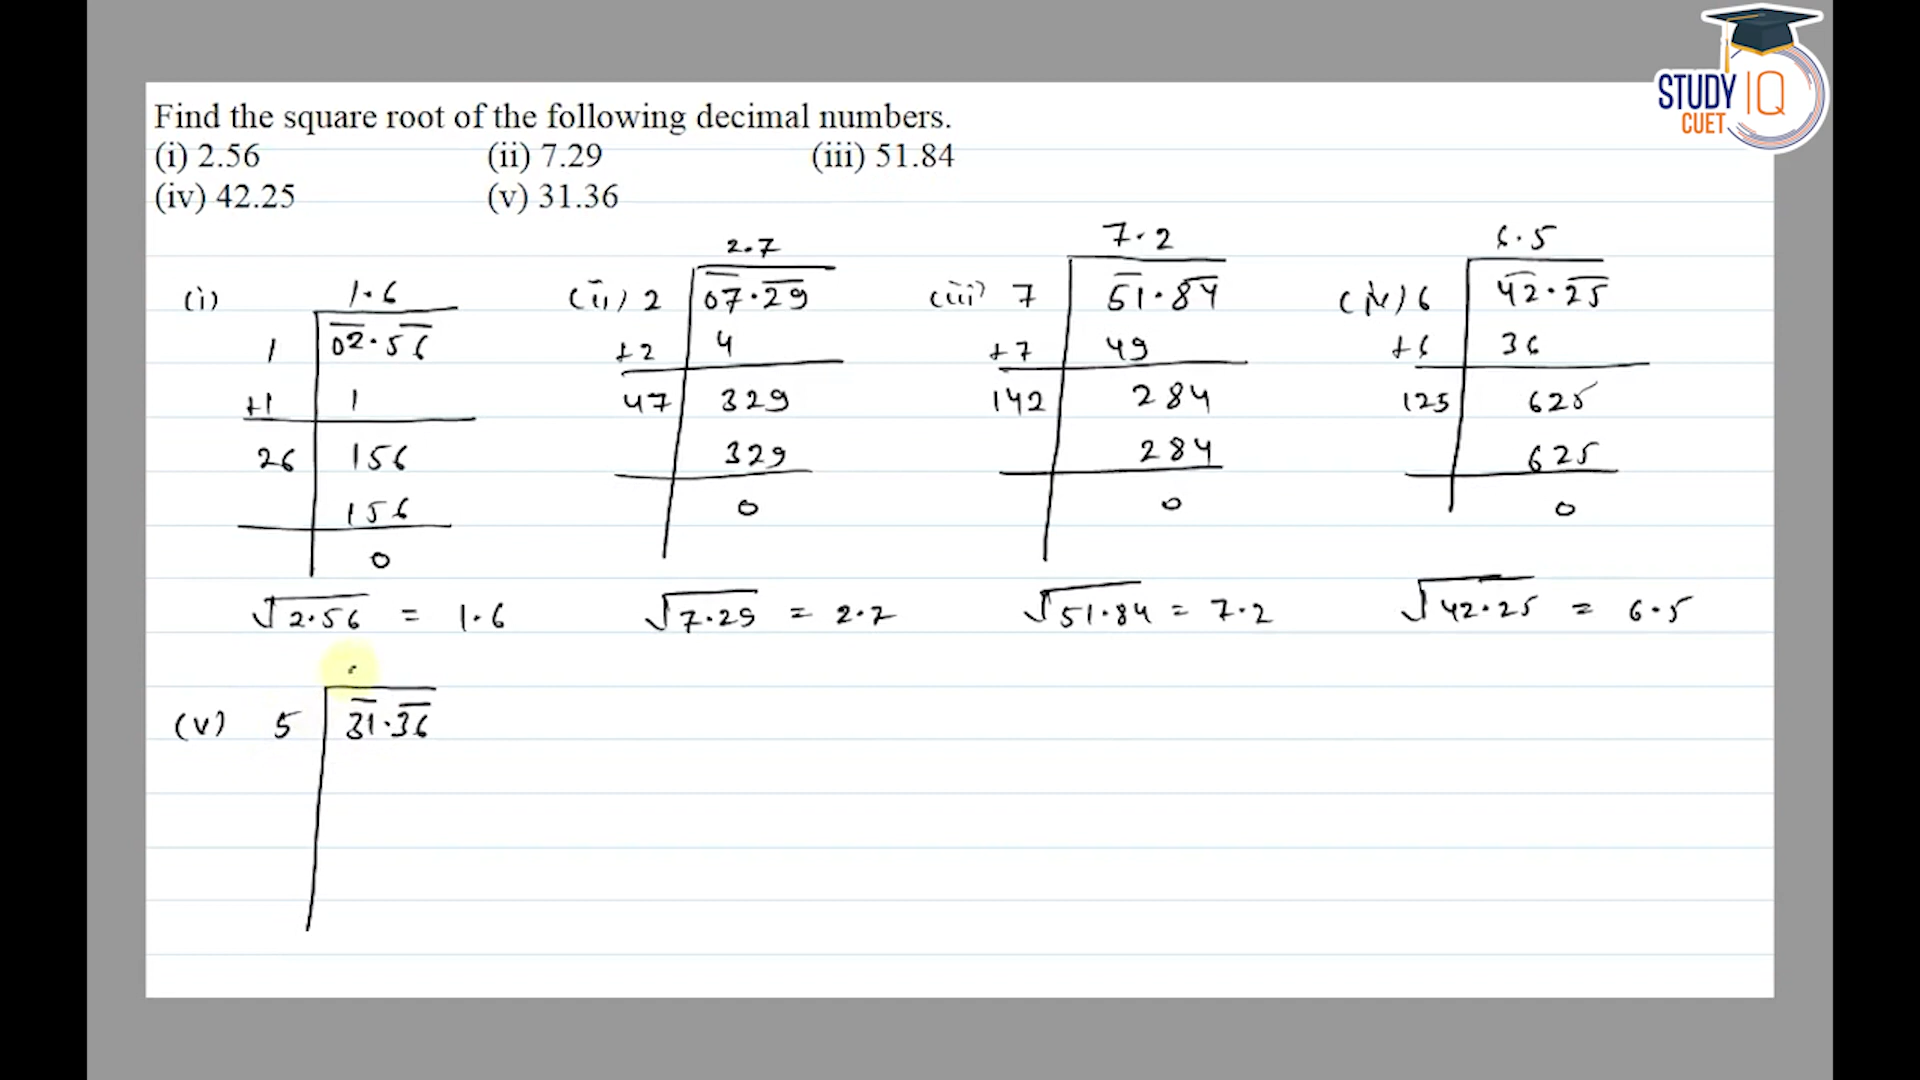 STUDY IQ
CUET
Find the square root of the following decimal numbers.
(i) 2.56 (ii) 7.29 (iii) 51.84
(iv) 42.25 (v) 31.36
(i)
1.6
1 02.56
+1 1
26 156
156
0
√2.56 = 1.6
(ii)
2.7
2 07.29
+2 4
47 329
329
0
√7.29 = 2.7
(iii)
7.2
7 51.84
+7 49
142 284
284
0
√51.84 = 7.2
(iv)
6.5
6 42.25
+6 36
125 625
625
0
√42.25 = 6.5
(v) 5 31.36